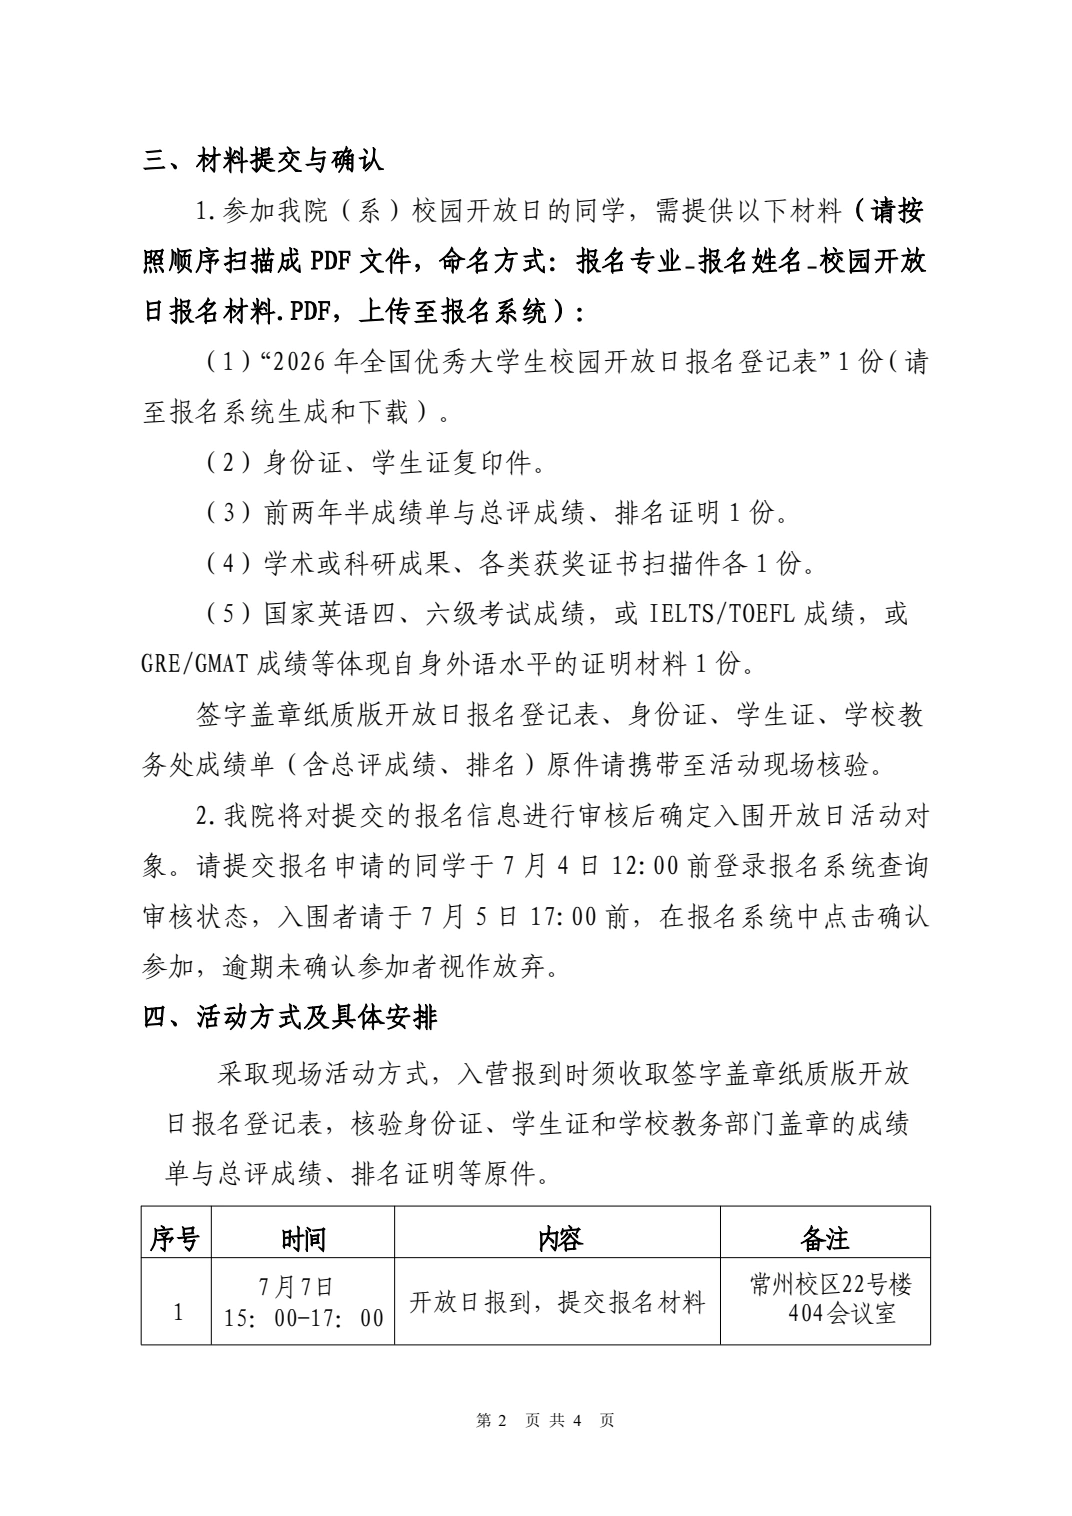 三、材料提交与确认
1.参加我院（系）校园开放日的同学，需提供以下材料（请按
照顺序扫描成 PDF 文件，命名方式：报名专业-报名姓名-校园开放
日报名材料.PDF，上传至报名系统）：
（1）“2026 年全国优秀大学生校园开放日报名登记表”1 份（请
至报名系统生成和下载）。
（2）身份证、学生证复印件。
（3）前两年半成绩单与总评成绩、排名证明 1 份。
（4）学术或科研成果、各类获奖证书扫描件各 1 份。
（5）国家英语四、六级考试成绩，或 IELTS/TOEFL 成绩，或
GRE/GMAT 成绩等体现自身外语水平的证明材料 1 份。
签字盖章纸质版开放日报名登记表、身份证、学生证、学校教
务处成绩单（含总评成绩、排名）原件请携带至活动现场核验。
2.我院将对提交的报名信息进行审核后确定入围开放日活动对
象。请提交报名申请的同学于 7 月 4 日 12:00 前登录报名系统查询
审核状态，入围者请于 7 月 5 日 17:00 前，在报名系统中点击确认
参加，逾期未确认参加者视作放弃。
四、活动方式及具体安排
采取现场活动方式，入营报到时须收取签字盖章纸质版开放
日报名登记表，核验身份证、学生证和学校教务部门盖章的成绩
单与总评成绩、排名证明等原件。
序号 时间 内容 备注
1 7月7日 15：00-17：00 开放日报到，提交报名材料 常州校区22号楼 404会议室
第 2 页 共 4 页